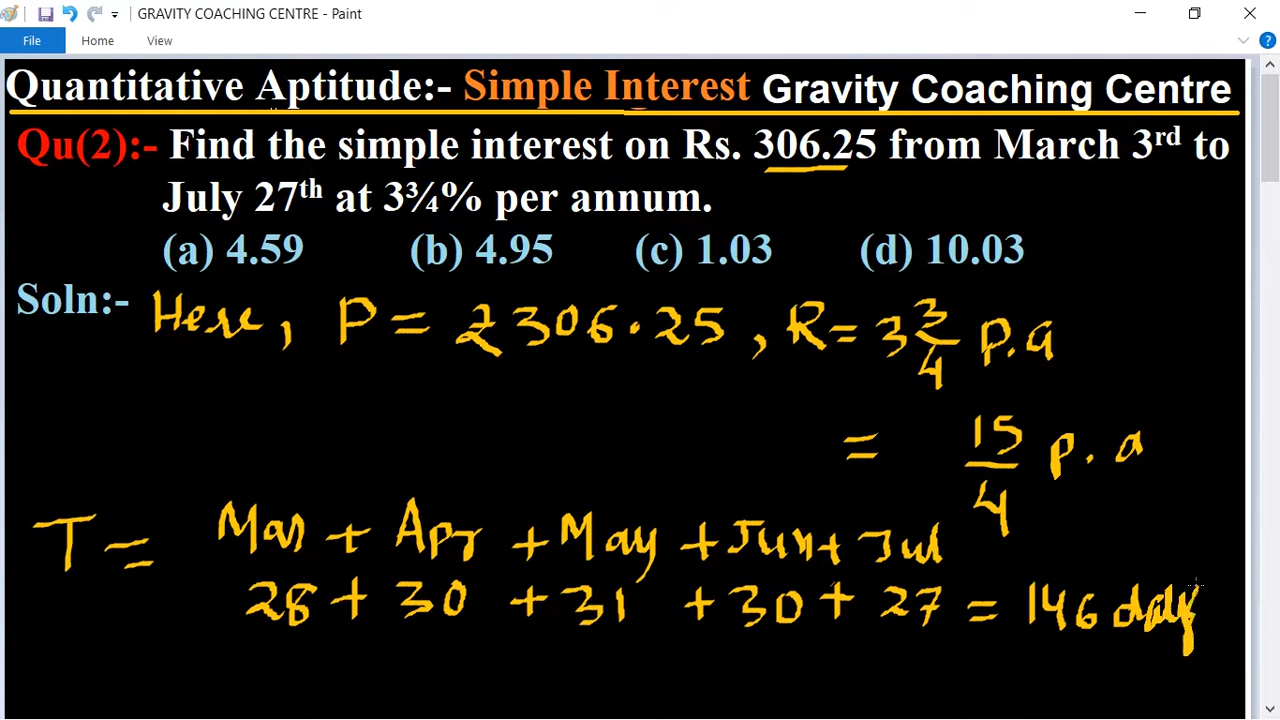 GRAVITY COACHING CENTRE - Paint
File Home View
Quantitative Aptitude:- Simple Interest Gravity Coaching Centre
Qu(2):- Find the simple interest on Rs. 306.25 from March 3rd to
July 27th at 3¾% per annum.
(a) 4.59 (b) 4.95 (c) 1.03 (d) 10.03
Soln:- Here, P = ₹306.25, R = 3 3/4 p.a
= 15/4 p.a
T = Mar + Apr + May + Jun + Jul
28 + 30 + 31 + 30 + 27 = 146 days